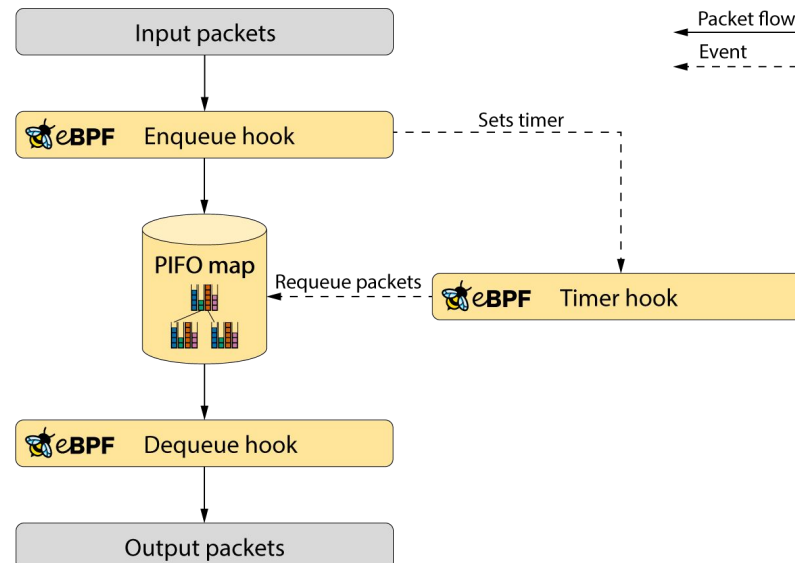 Input packets
Packet flow
Event
eBPF Enqueue hook
Sets timer
PIFO map
Requeue packets
eBPF Timer hook
eBPF Dequeue hook
Output packets